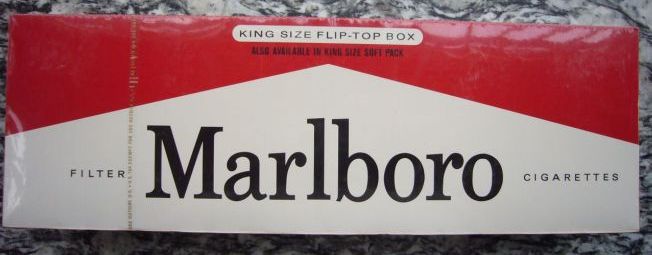 KING SIZE FLIP-TOP BOX
ALSO AVAILABLE IN KING SIZE SOFT PACK
FILTER Marlboro CIGARETTES